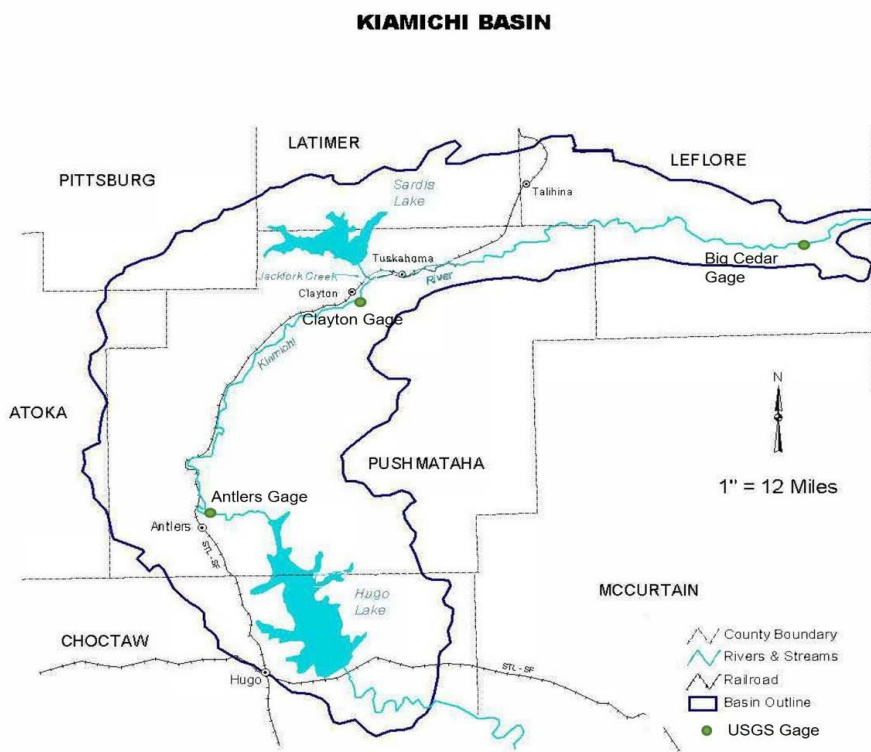 KIAMICHI BASIN
LATIMER
LEFLORE
PITTSBURG
Sardis
Lake
Talihina
Tuskahoma
River
Big Cedar
Gage
Jackfork Creek
Clayton
Clayton Gage
Kiamichi
N
ATOKA
PUSHMATAHA
1" = 12 Miles
Antlers Gage
Antlers
STL-SF
Hugo
Lake
MCCURTAIN
CHOCTAW
STL-SF
Hugo
County Boundary
Rivers & Streams
Railroad
Basin Outline
USGS Gage